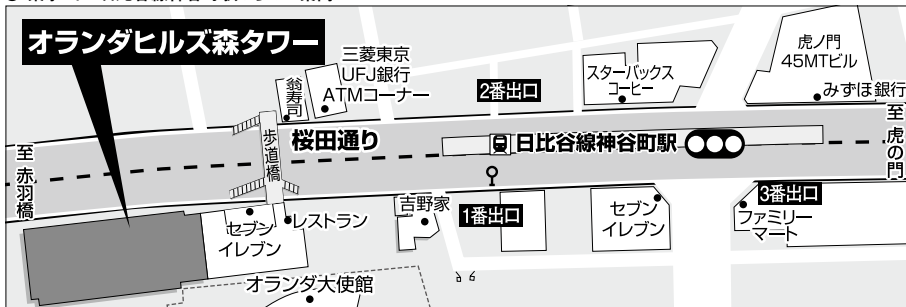 オランダヒルズ森タワー
三菱東京
UFJ銀行
ATMコーナー
翁寿司
2番出口
スターバックス
コーヒー
虎ノ門
45MTビル
みずほ銀行
至虎の門
桜田通り
歩道橋
日比谷線神谷町駅
至赤羽橋
吉野家
1番出口
セブン
イレブン
3番出口
ファミリー
マート
セブン
イレブン
レストラン
オランダ大使館